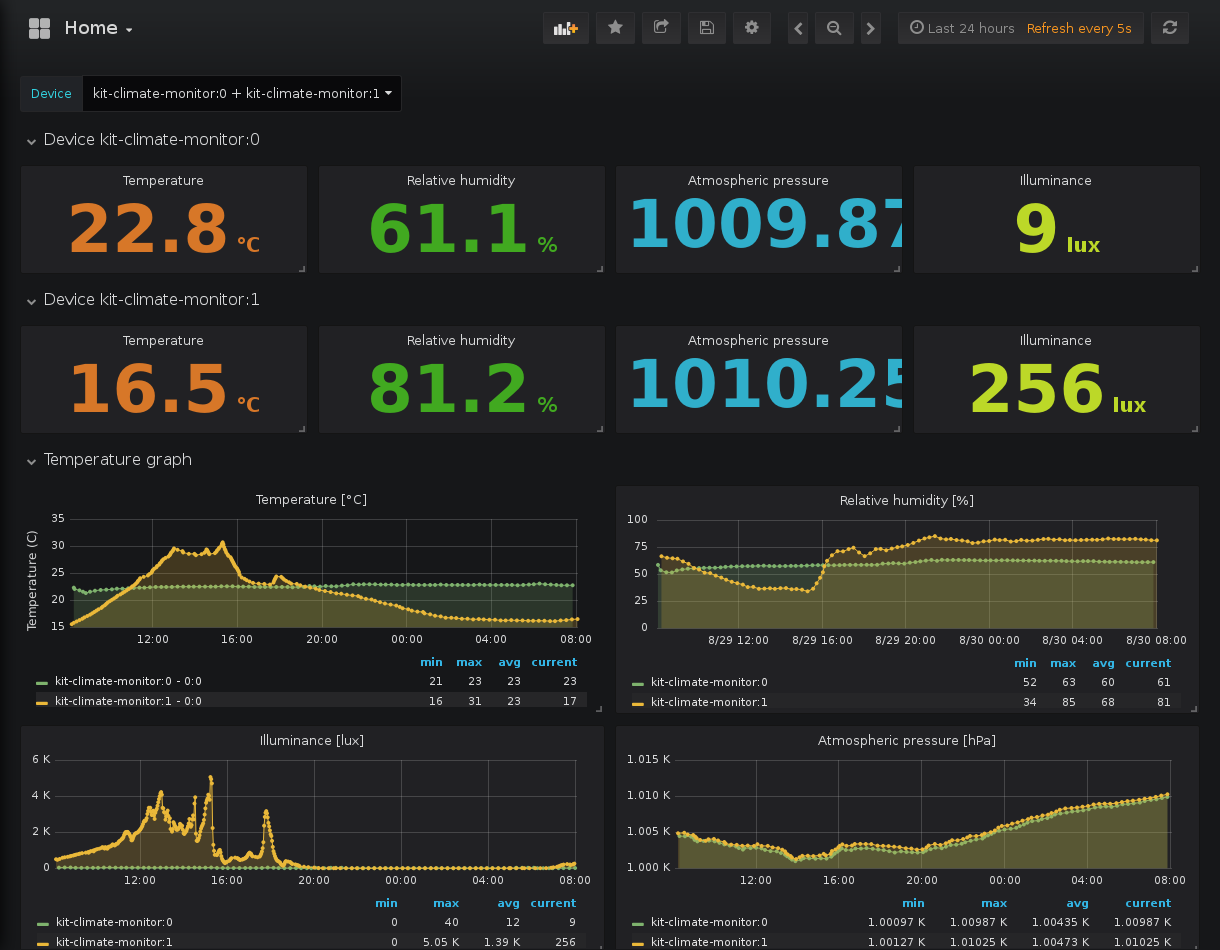 Home
Last 24 hours Refresh every 5s
Device kit-climate-monitor:0 + kit-climate-monitor:1
Device kit-climate-monitor:0
Temperature Relative humidity Atmospheric pressure Illuminance
22.8 °C 61.1 % 1009.87 9 lux
Device kit-climate-monitor:1
Temperature Relative humidity Atmospheric pressure Illuminance
16.5 °C 81.2 % 1010.25 256 lux
Temperature graph
Temperature [°C]
Temperature (C)
35
30
25
20
15
12:00 16:00 20:00 00:00 04:00 08:00
min max avg current
kit-climate-monitor:0 - 0:0 21 23 23 23
kit-climate-monitor:1 - 0:0 16 31 23 17
Relative humidity [%]
100
75
50
25
0
8/29 12:00 8/29 16:00 8/29 20:00 8/30 00:00 8/30 04:00 8/30 08:00
min max avg current
kit-climate-monitor:0 52 63 60 61
kit-climate-monitor:1 34 85 68 81
Illuminance [lux]
6 K
4 K
2 K
0
12:00 16:00 20:00 00:00 04:00 08:00
min max avg current
kit-climate-monitor:0 0 40 12 9
kit-climate-monitor:1 0 5.05 K 1.39 K 256
Atmospheric pressure [hPa]
1.015 K
1.010 K
1.005 K
1.000 K
12:00 16:00 20:00 00:00 04:00 08:00
min max avg current
kit-climate-monitor:0 1.00097 K 1.00987 K 1.00435 K 1.00987 K
kit-climate-monitor:1 1.00127 K 1.01025 K 1.00473 K 1.01025 K